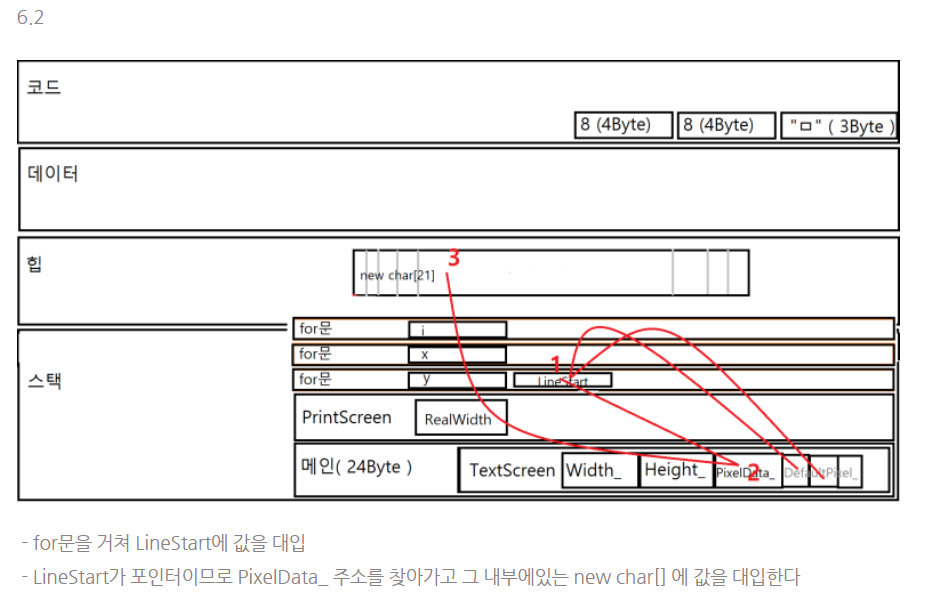 6.2
코드
8 (4Byte) 8 (4Byte) "ㅁ" ( 3Byte )
데이터
힙
3
new char[21]
for문 i
for문 x
1
for문 y LineStart
스택
PrintScreen RealWidth
메인( 24Byte ) TextScreen Width_ Height_ PixelData_ DefaultPixel_
2
- for문을 거쳐 LineStart에 값을 대입
- LineStart가 포인터이므로 PixelData_ 주소를 찾아가고 그 내부에있는 new char[] 에 값을 대입한다